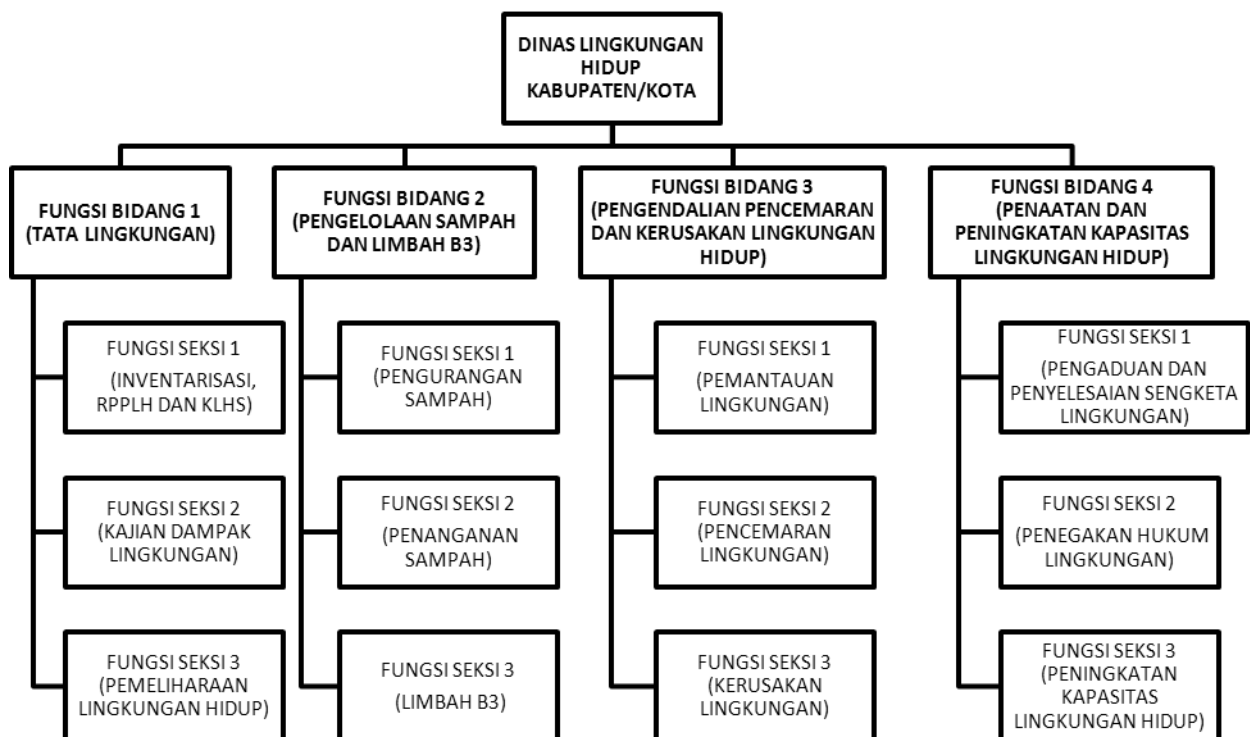 DINAS LINGKUNGAN
HIDUP
KABUPATEN/KOTA
FUNGSI BIDANG 1
(TATA LINGKUNGAN)
FUNGSI BIDANG 2
(PENGELOLAAN SAMPAH
DAN LIMBAH B3)
FUNGSI BIDANG 3
(PENGENDALIAN PENCEMARAN
DAN KERUSAKAN LINGKUNGAN
HIDUP)
FUNGSI BIDANG 4
(PENAATAN DAN
PENINGKATAN KAPASITAS
LINGKUNGAN HIDUP)
FUNGSI SEKSI 1
(INVENTARISASI,
RPPLH DAN KLHS)
FUNGSI SEKSI 1
(PENGURANGAN
SAMPAH)
FUNGSI SEKSI 1
(PEMANTAUAN
LINGKUNGAN)
FUNGSI SEKSI 1
(PENGADUAN DAN
PENYELESAIAN SENGKETA
LINGKUNGAN)
FUNGSI SEKSI 2
(KAJIAN DAMPAK
LINGKUNGAN)
FUNGSI SEKSI 2
(PENANGANAN
SAMPAH)
FUNGSI SEKSI 2
(PENCEMARAN
LINGKUNGAN)
FUNGSI SEKSI 2
(PENEGAKAN HUKUM
LINGKUNGAN)
FUNGSI SEKSI 3
(PEMELIHARAAN
LINGKUNGAN HIDUP)
FUNGSI SEKSI 3
(LIMBAH B3)
FUNGSI SEKSI 3
(KERUSAKAN
LINGKUNGAN)
FUNGSI SEKSI 3
(PENINGKATAN
KAPASITAS
LINGKUNGAN HIDUP)